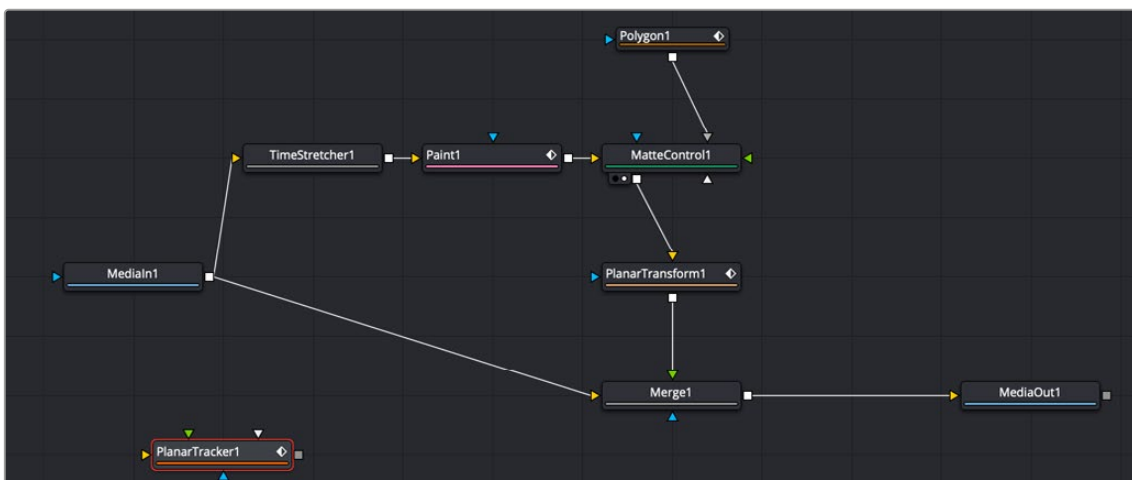 Polygon1
TimeStretcher1
Paint1
MatteControl1
MediaIn1
PlanarTransform1
Merge1
MediaOut1
PlanarTracker1